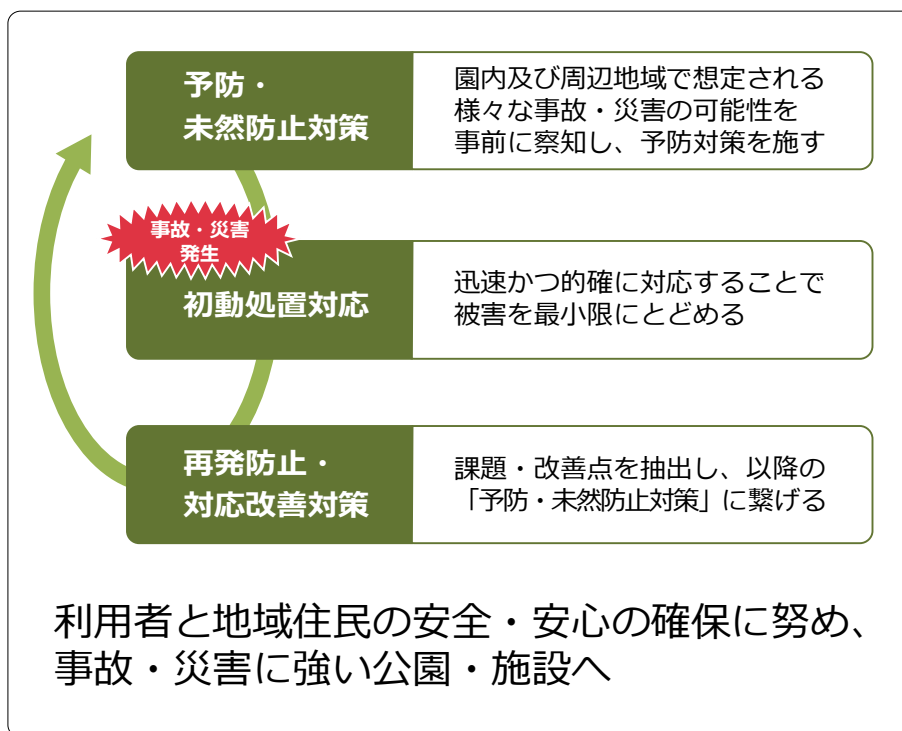 予防・
未然防止対策
園内及び周辺地域で想定される
様々な事故・災害の可能性を
事前に察知し、予防対策を施す
事故・災害
発生
初動処置対応
迅速かつ的確に対応することで
被害を最小限にとどめる
再発防止・
対応改善対策
課題・改善点を抽出し、以降の
「予防・未然防止対策」に繋げる
利用者と地域住民の安全・安心の確保に努め、
事故・災害に強い公園・施設へ